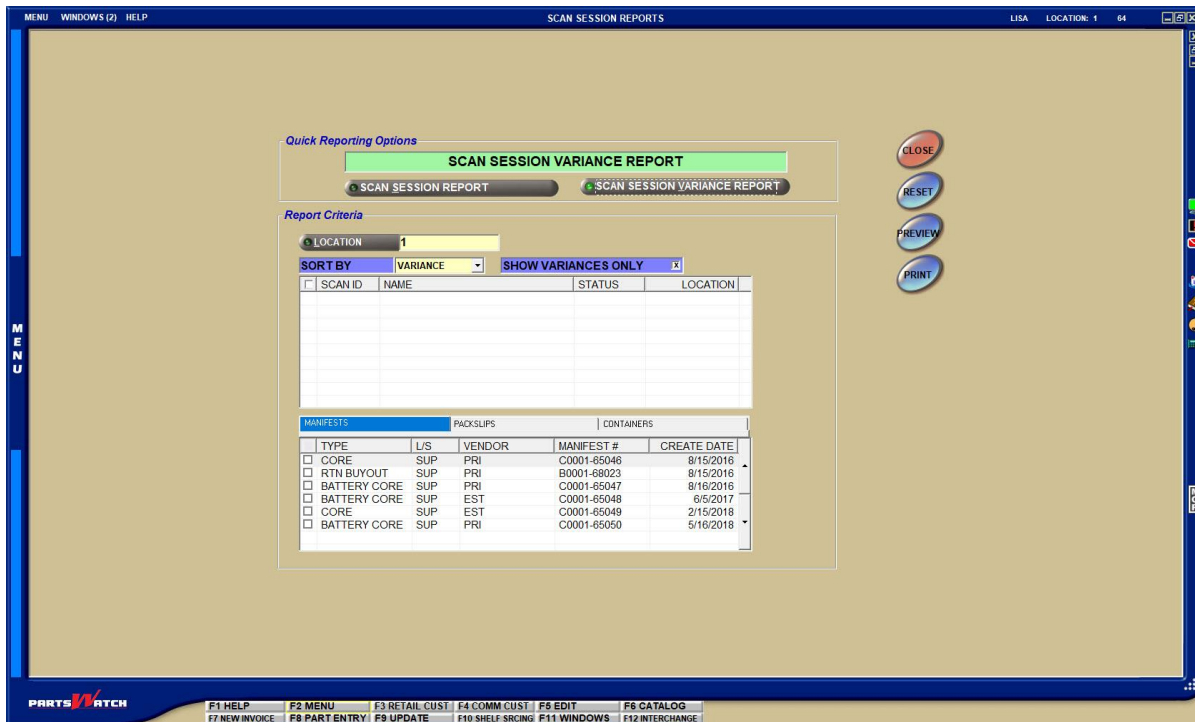 MENU WINDOWS (2) HELP SCAN SESSION REPORTS LISA LOCATION: 1 64
Quick Reporting Options
SCAN SESSION VARIANCE REPORT
SCAN SESSION REPORT SCAN SESSION VARIANCE REPORT
CLOSE
RESET
PREVIEW
PRINT
Report Criteria
LOCATION 1
SORT BY VARIANCE SHOW VARIANCES ONLY X
SCAN ID NAME STATUS LOCATION
MENU
MANIFESTS PACKSLIPS CONTAINERS
TYPE L/S VENDOR MANIFEST # CREATE DATE
CORE SUP PRI C0001-65046 8/15/2016
RTN BUYOUT SUP PRI B0001-68023 8/15/2016
BATTERY CORE SUP PRI C0001-65047 8/16/2016
BATTERY CORE SUP EST C0001-65048 6/5/2017
CORE SUP EST C0001-65049 2/15/2018
BATTERY CORE SUP PRI C0001-65050 5/16/2018
PARTSWATCH
F1 HELP F2 MENU F3 RETAIL CUST F4 COMM CUST F5 EDIT F6 CATALOG
F7 NEW INVOICE F8 PART ENTRY F9 UPDATE F10 SHELF SRCING F11 WINDOWS F12 INTERCHANGE